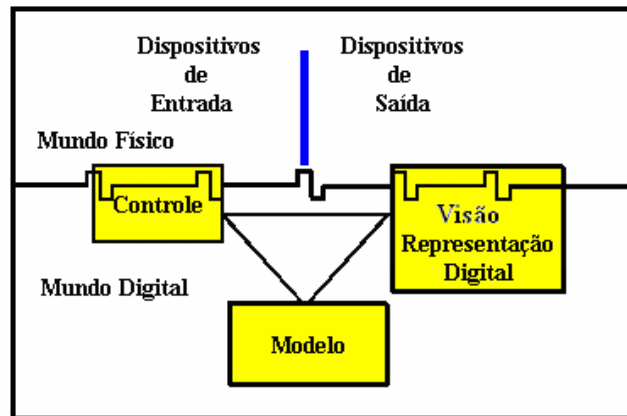 Dispositivos
de
Entrada
Dispositivos
de
Saída
Mundo Físico
Controle
Visão
Representação
Digital
Mundo Digital
Modelo